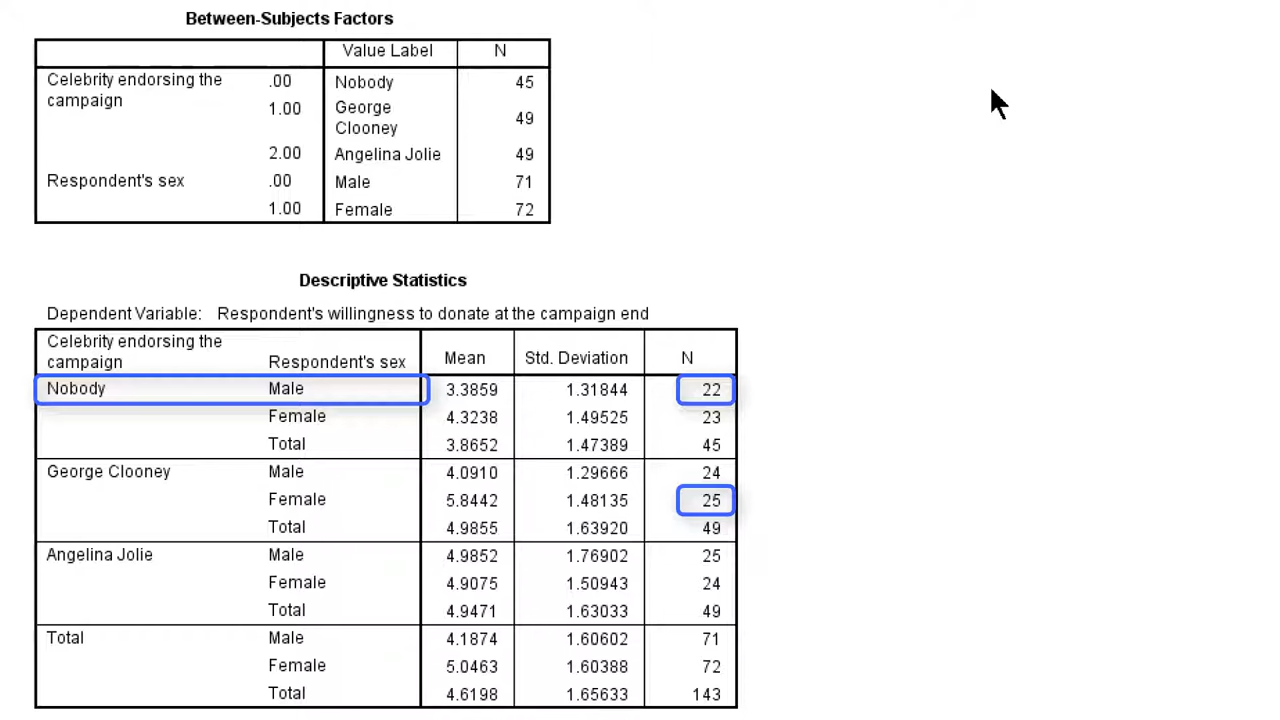 Between-Subjects Factors
Value Label N
Celebrity endorsing the campaign .00 Nobody 45
1.00 George Clooney 49
2.00 Angelina Jolie 49
Respondent's sex .00 Male 71
1.00 Female 72
Descriptive Statistics
Dependent Variable: Respondent's willingness to donate at the campaign end
Celebrity endorsing the campaign Respondent's sex Mean Std. Deviation N
Nobody Male 3.3859 1.31844 22
Female 4.3238 1.49525 23
Total 3.8652 1.47389 45
George Clooney Male 4.0910 1.29666 24
Female 5.8442 1.48135 25
Total 4.9855 1.63920 49
Angelina Jolie Male 4.9852 1.76902 25
Female 4.9075 1.50943 24
Total 4.9471 1.63033 49
Total Male 4.1874 1.60602 71
Female 5.0463 1.60388 72
Total 4.6198 1.65633 143